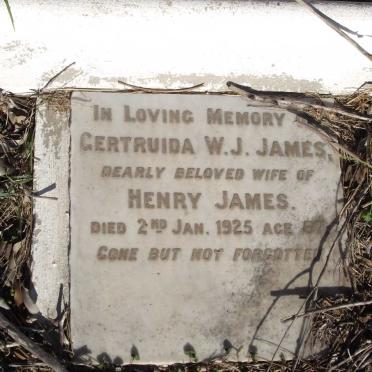 IN LOVING MEMORY
GERTRUIDA W.J. JAMES,
DEARLY BELOVED WIFE OF
HENRY JAMES.
DIED 2ND JAN. 1925 AGE
GONE BUT NOT FORGOTTEN